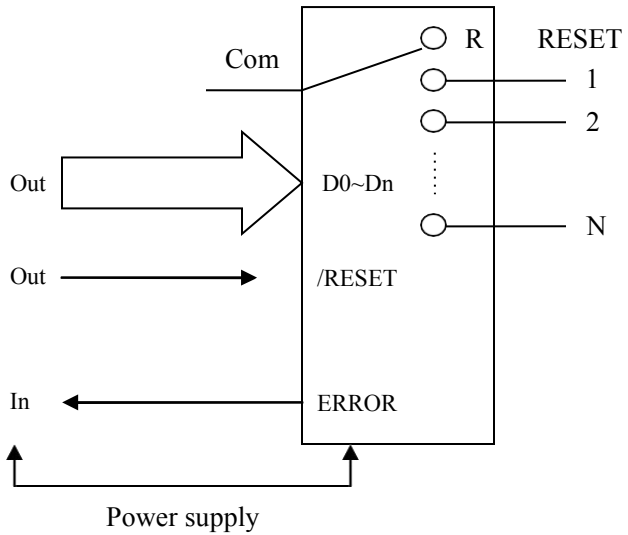 R RESET
Com
1
2
Out D0~Dn
N
Out /RESET
In ERROR
Power supply